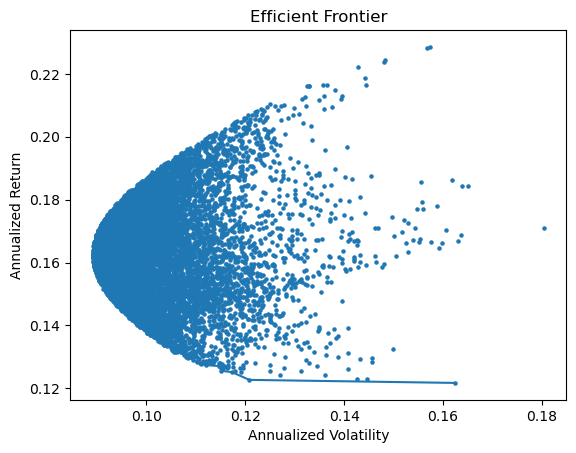 Efficient Frontier
Annualized Return
0.22
0.20
0.18
0.16
0.14
0.12
0.10 0.12 0.14 0.16 0.18
Annualized Volatility